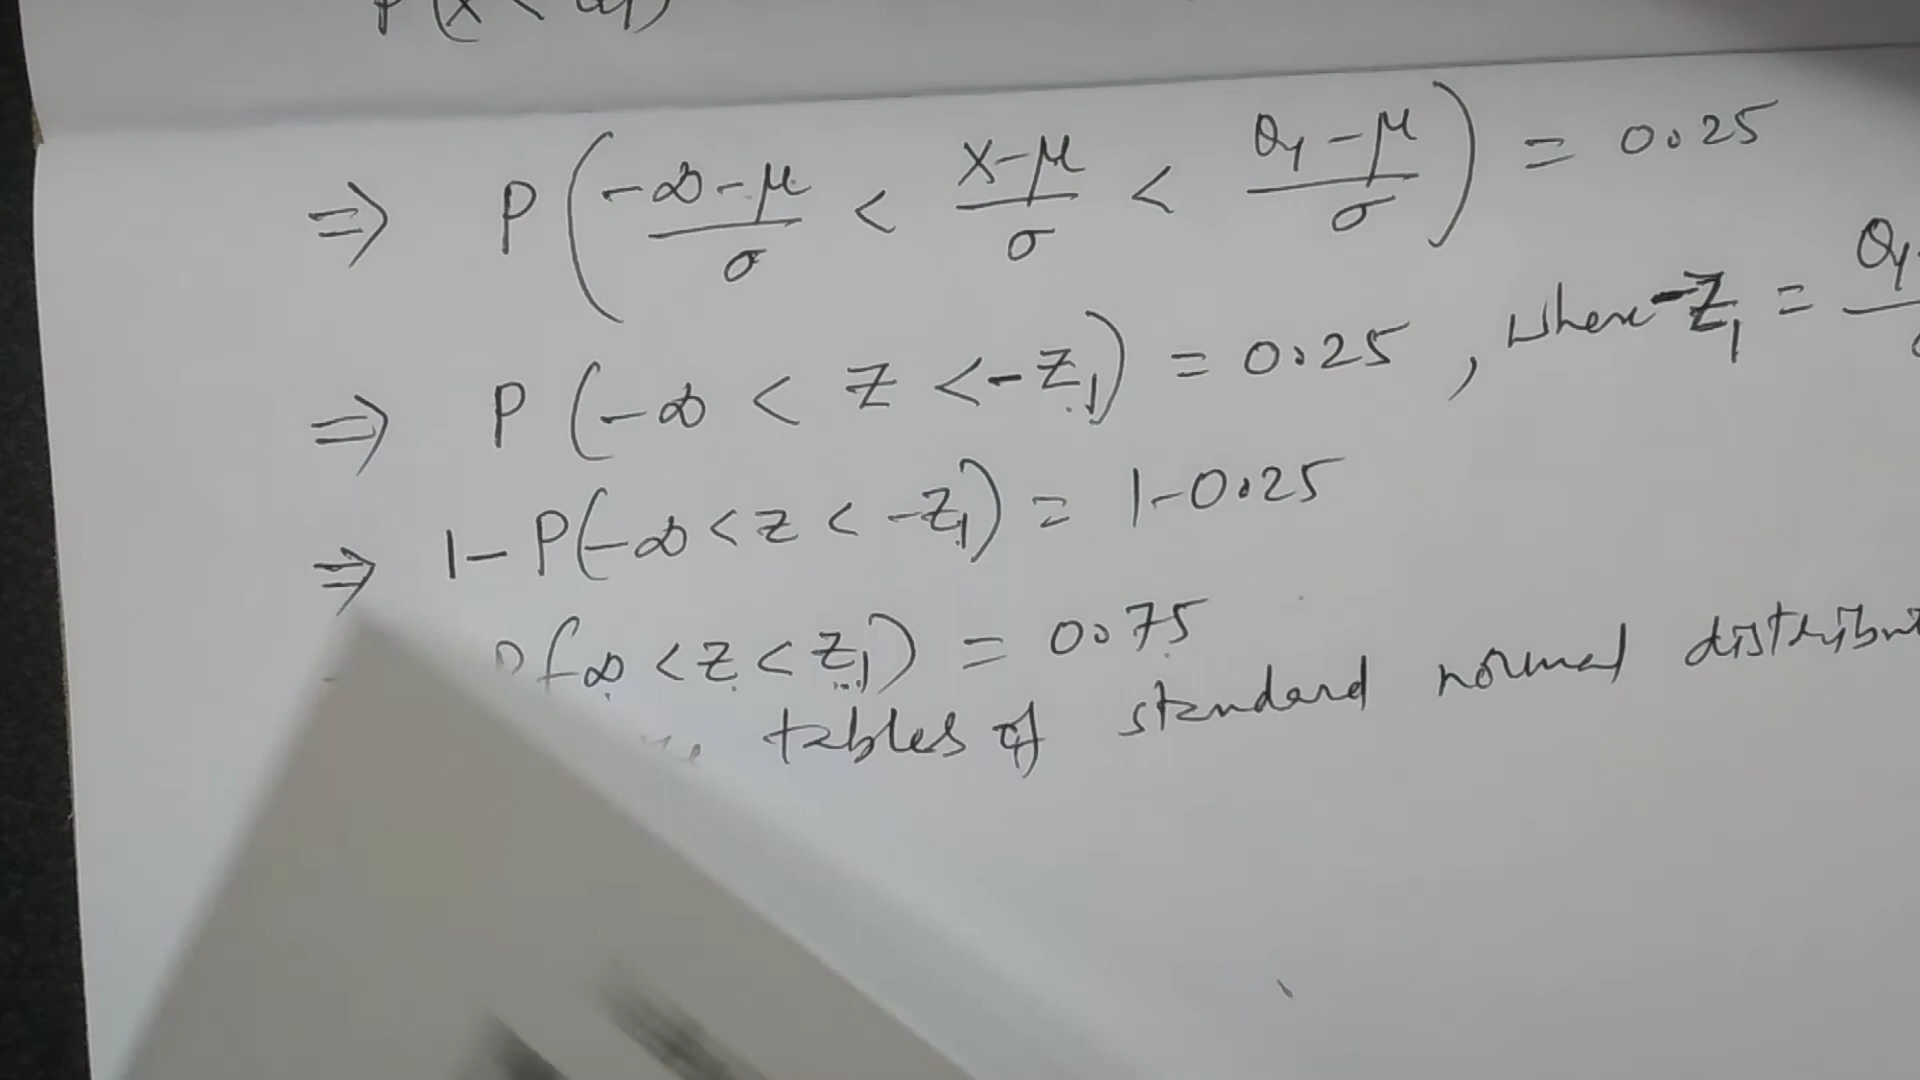 P(X <
⇒ P(-∞-μ/σ < X-μ/σ < Q₁-μ/σ) = 0.25
⇒ P(-∞ < Z < -Z₁) = 0.25, where -Z₁ = Q₁
⇒ 1-P(-∞ < Z < -Z₁) = 1-0.25
P(-∞ < Z < Z₁) = 0.75
tables of standard normal